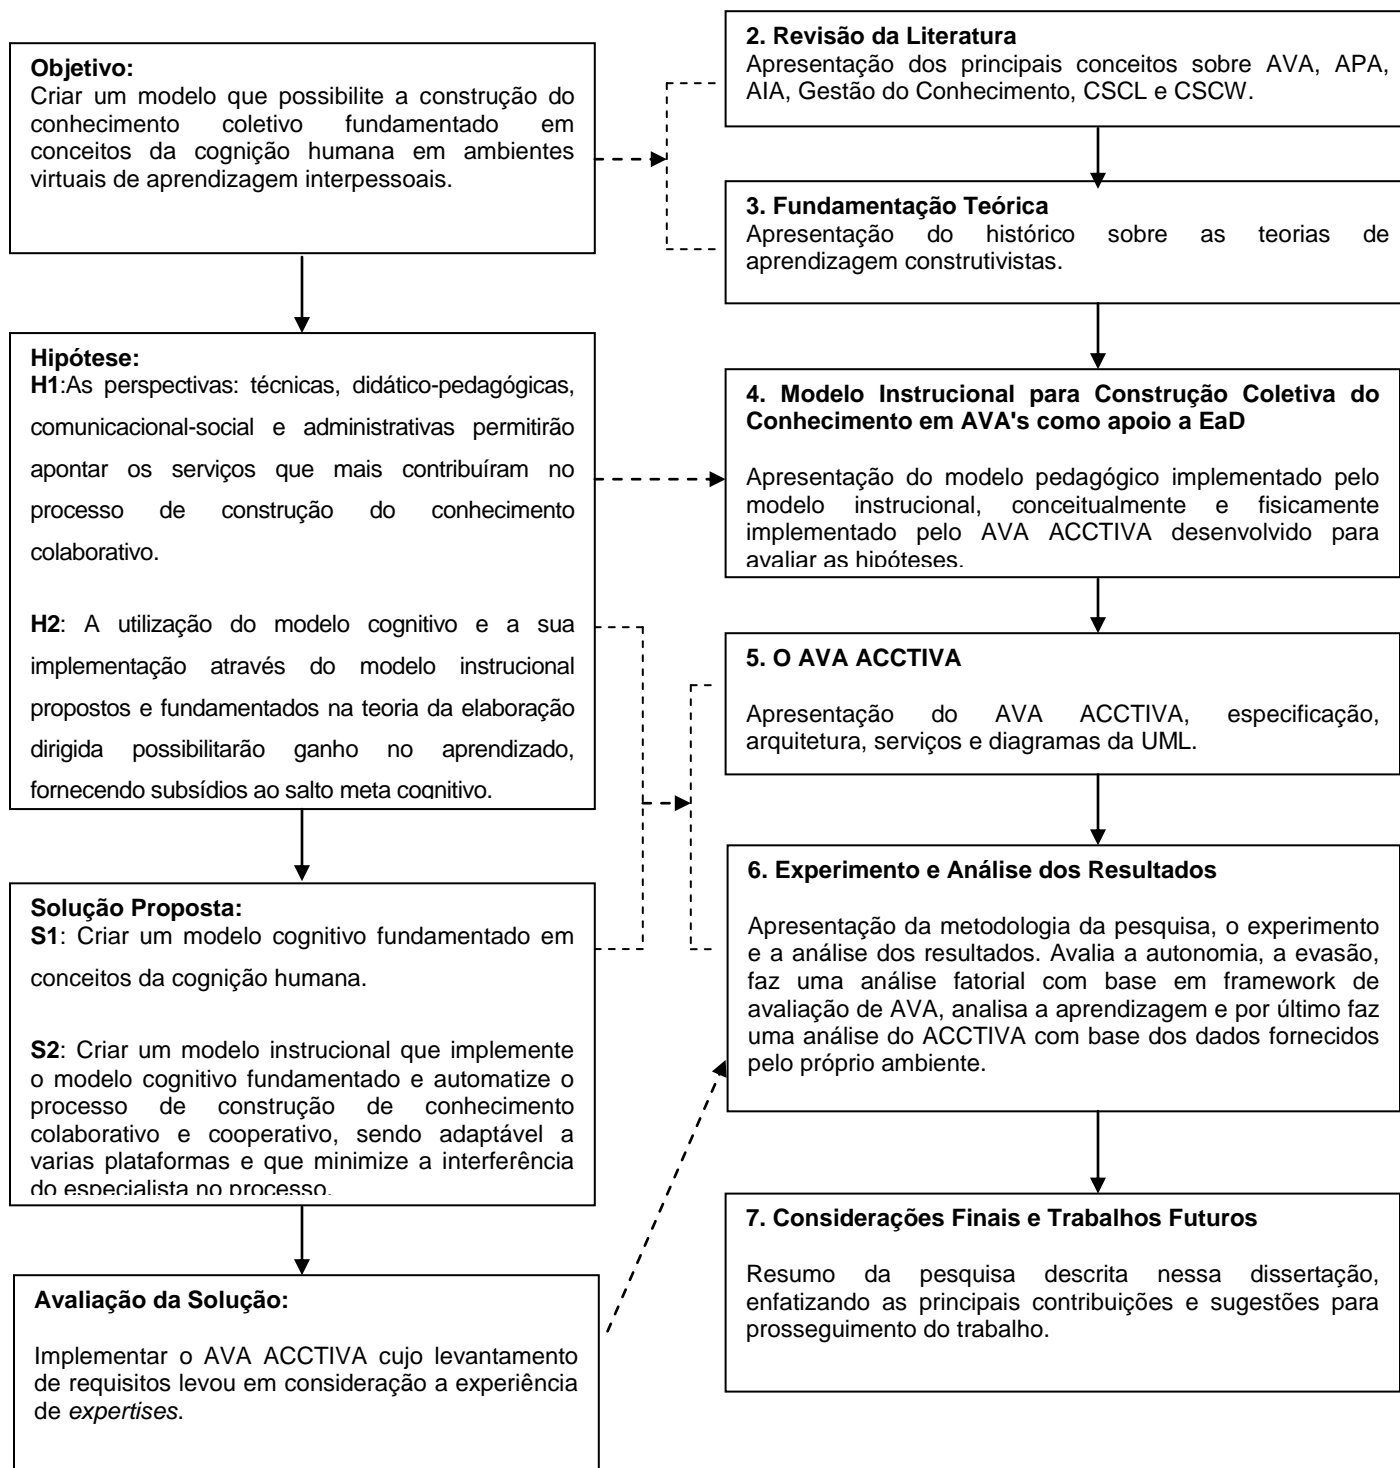 Objetivo:
Criar um modelo que possibilite a construção do
conhecimento coletivo fundamentado em
conceitos da cognição humana em ambientes
virtuais de aprendizagem interpessoais.
Hipótese:
H1:As perspectivas: técnicas, didático-pedagógicas,
comunicacional-social e administrativas permitirão
apontar os serviços que mais contribuíram no
processo de construção do conhecimento
colaborativo.
H2: A utilização do modelo cognitivo e a sua
implementação através do modelo instrucional
propostos e fundamentados na teoria da elaboração
dirigida possibilitarão ganho no aprendizado,
fornecendo subsídios ao salto meta cognitivo.
Solução Proposta:
S1: Criar um modelo cognitivo fundamentado em
conceitos da cognição humana.
S2: Criar um modelo instrucional que implemente
o modelo cognitivo fundamentado e automatize o
processo de construção de conhecimento
colaborativo e cooperativo, sendo adaptável a
varias plataformas e que minimize a interferência
do especialista no processo.
Avaliação da Solução:
Implementar o AVA ACCTIVA cujo levantamento
de requisitos levou em consideração a experiência
de expertises.
2. Revisão da Literatura
Apresentação dos principais conceitos sobre AVA, APA,
AIA, Gestão do Conhecimento, CSCL e CSCW.
3. Fundamentação Teórica
Apresentação do histórico sobre as teorias de
aprendizagem construtivistas.
4. Modelo Instrucional para Construção Coletiva do
Conhecimento em AVA's como apoio a EaD
Apresentação do modelo pedagógico implementado pelo
modelo instrucional, conceitualmente e fisicamente
implementado pelo AVA ACCTIVA desenvolvido para
avaliar as hipóteses.
5. O AVA ACCTIVA
Apresentação do AVA ACCTIVA, especificação,
arquitetura, serviços e diagramas da UML.
6. Experimento e Análise dos Resultados
Apresentação da metodologia da pesquisa, o experimento
e a análise dos resultados. Avalia a autonomia, a evasão,
faz uma análise fatorial com base em framework de
avaliação de AVA, analisa a aprendizagem e por último faz
uma análise do ACCTIVA com base dos dados fornecidos
pelo próprio ambiente.
7. Considerações Finais e Trabalhos Futuros
Resumo da pesquisa descrita nessa dissertação,
enfatizando as principais contribuições e sugestões para
prosseguimento do trabalho.